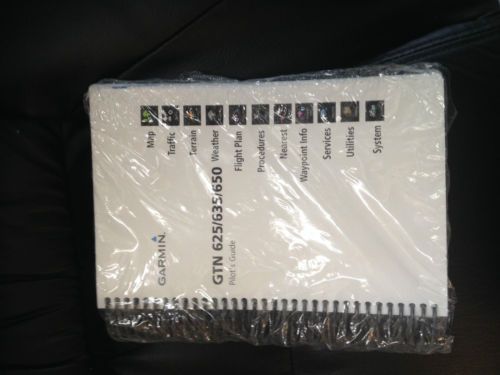 GARMIN
GTN 625/635/650
Pilot's Guide
Map
Traffic
Terrain
Weather
Flight Plan
Procedures
Nearest
Waypoint Info
Services
Utilities
System